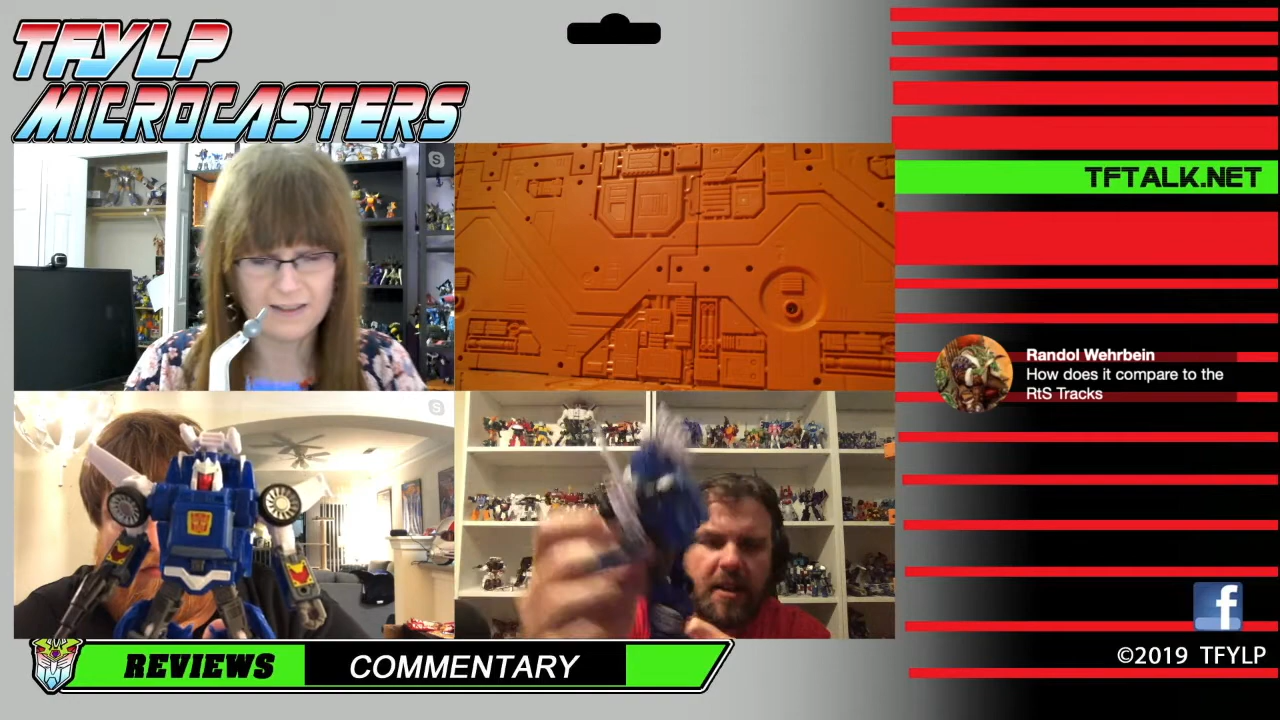 TFYLP
MICROCASTERS
TFTALK.NET
Randol Wehrbein
How does it compare to the
RtS Tracks
REVIEWS
COMMENTARY
f
©2019 TFYLP